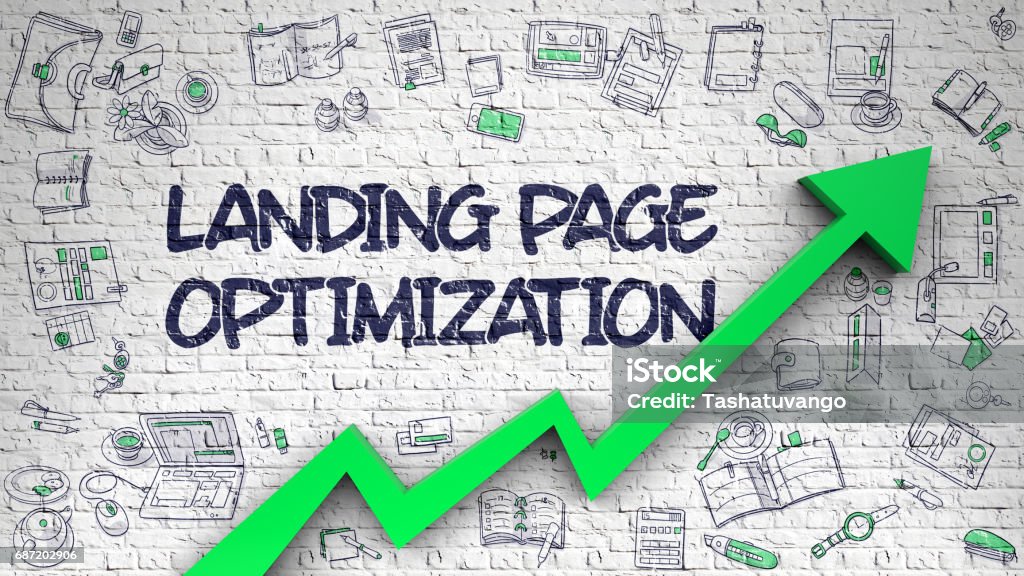 LANDING PAGE
OPTIMIZATION
iStock
Credit: Tashatuvango
687202906